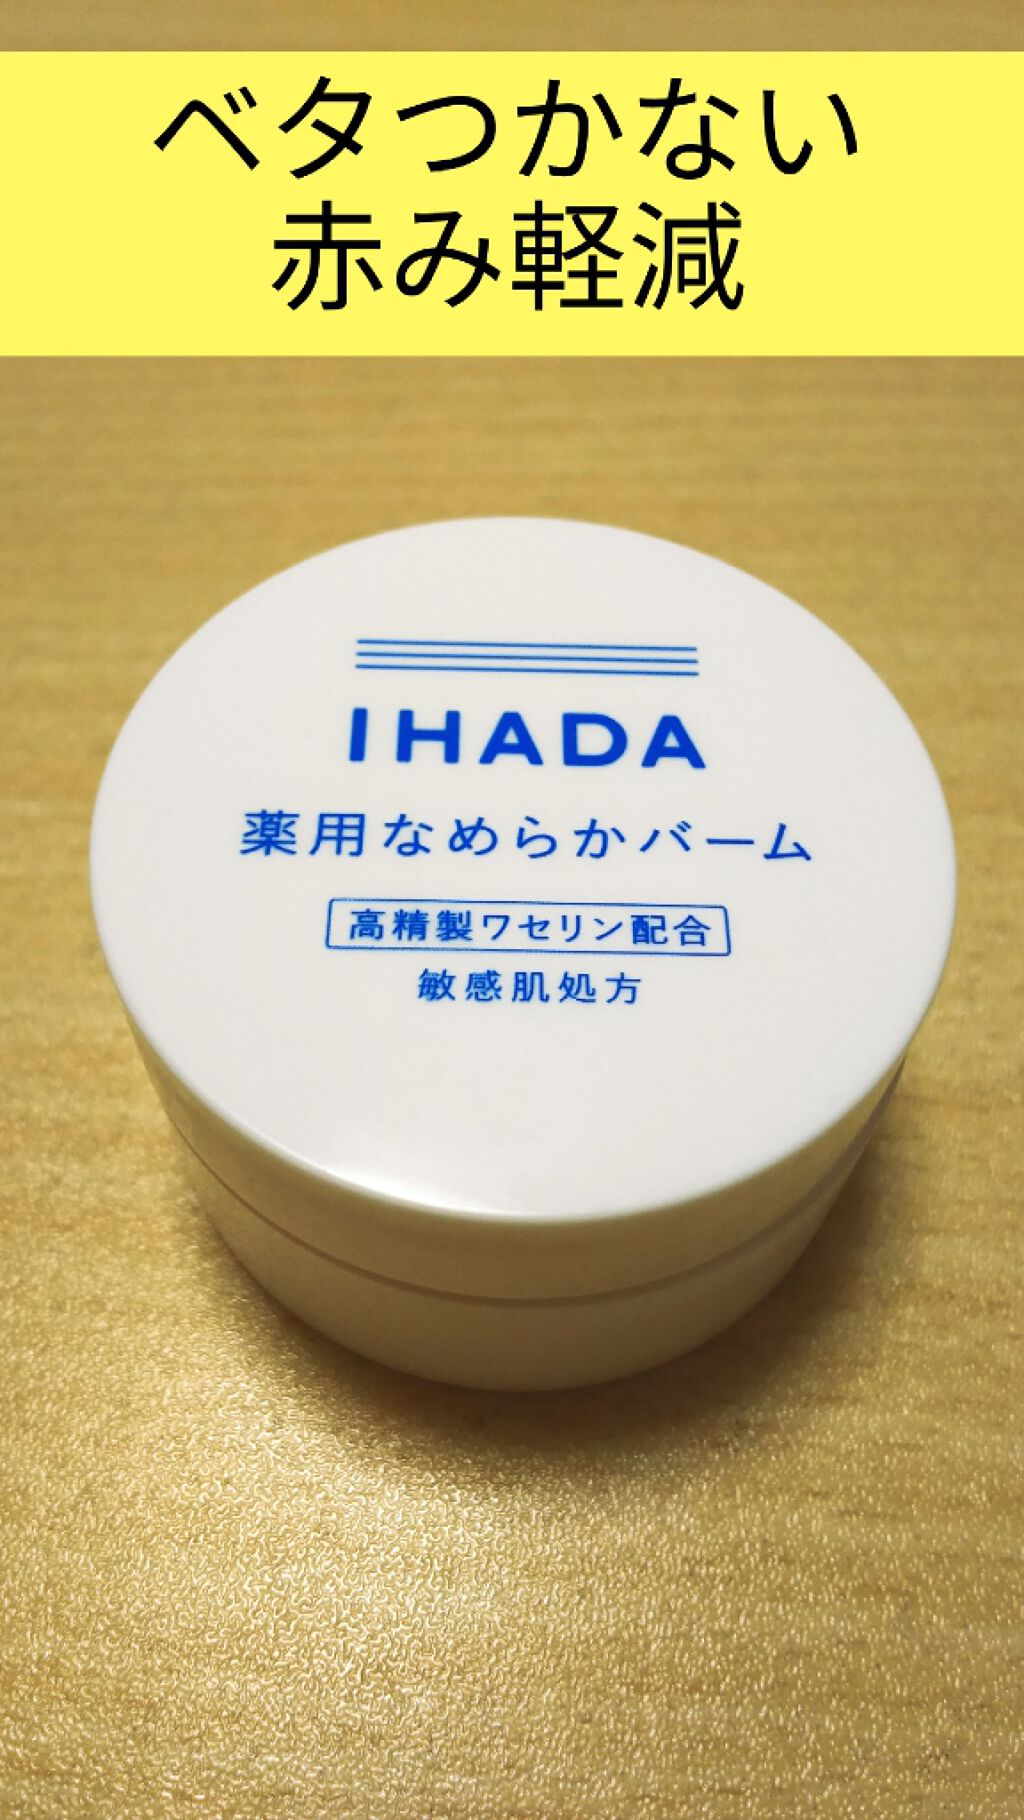 ベタつかない
赤み軽減
IHADA
薬用なめらかバーム
高精製ワセリン配合
敏感肌処方